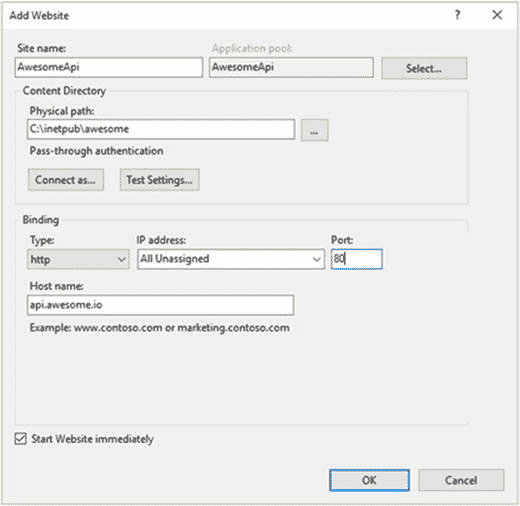 Add Website
?
Site name: Application pool:
AwesomeApi AwesomeApi Select...
Content Directory
Physical path:
C:\inetpub\awesome ...
Pass-through authentication
Connect as... Test Settings...
Binding
Type: IP address: Port:
http All Unassigned 80
Host name:
api.awesome.io
Example: www.contoso.com or marketing.contoso.com
Start Website immediately
OK Cancel